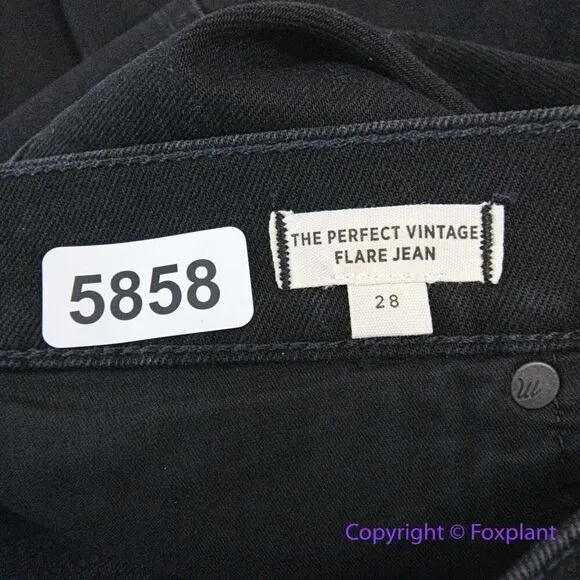 THE PERFECT VINTAGE
FLARE JEAN
28
5858
Copyright © Foxplant